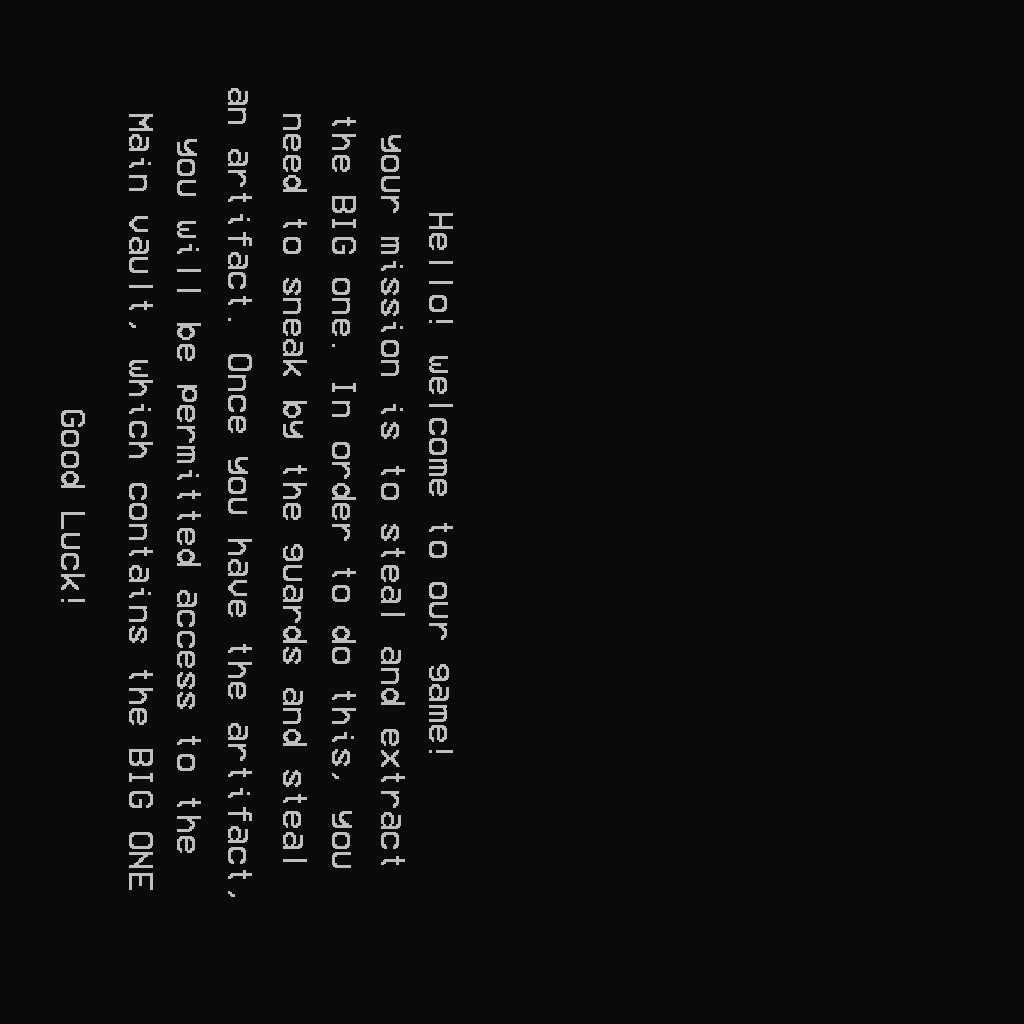 Hello! welcome to our game!
your mission is to steal and extract
the BIG one. In order to do this, you
need to sneak by the guards and steal
an artifact. Once you have the artifact,
you will be permitted access to the
Main vault, which contains the BIG ONE
Good Luck!